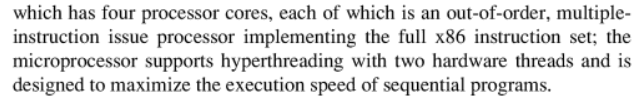 which has four processor cores, each of which is an out-of-order, multiple-
instruction issue processor implementing the full x86 instruction set; the
microprocessor supports hyperthreading with two hardware threads and is
designed to maximize the execution speed of sequential programs.